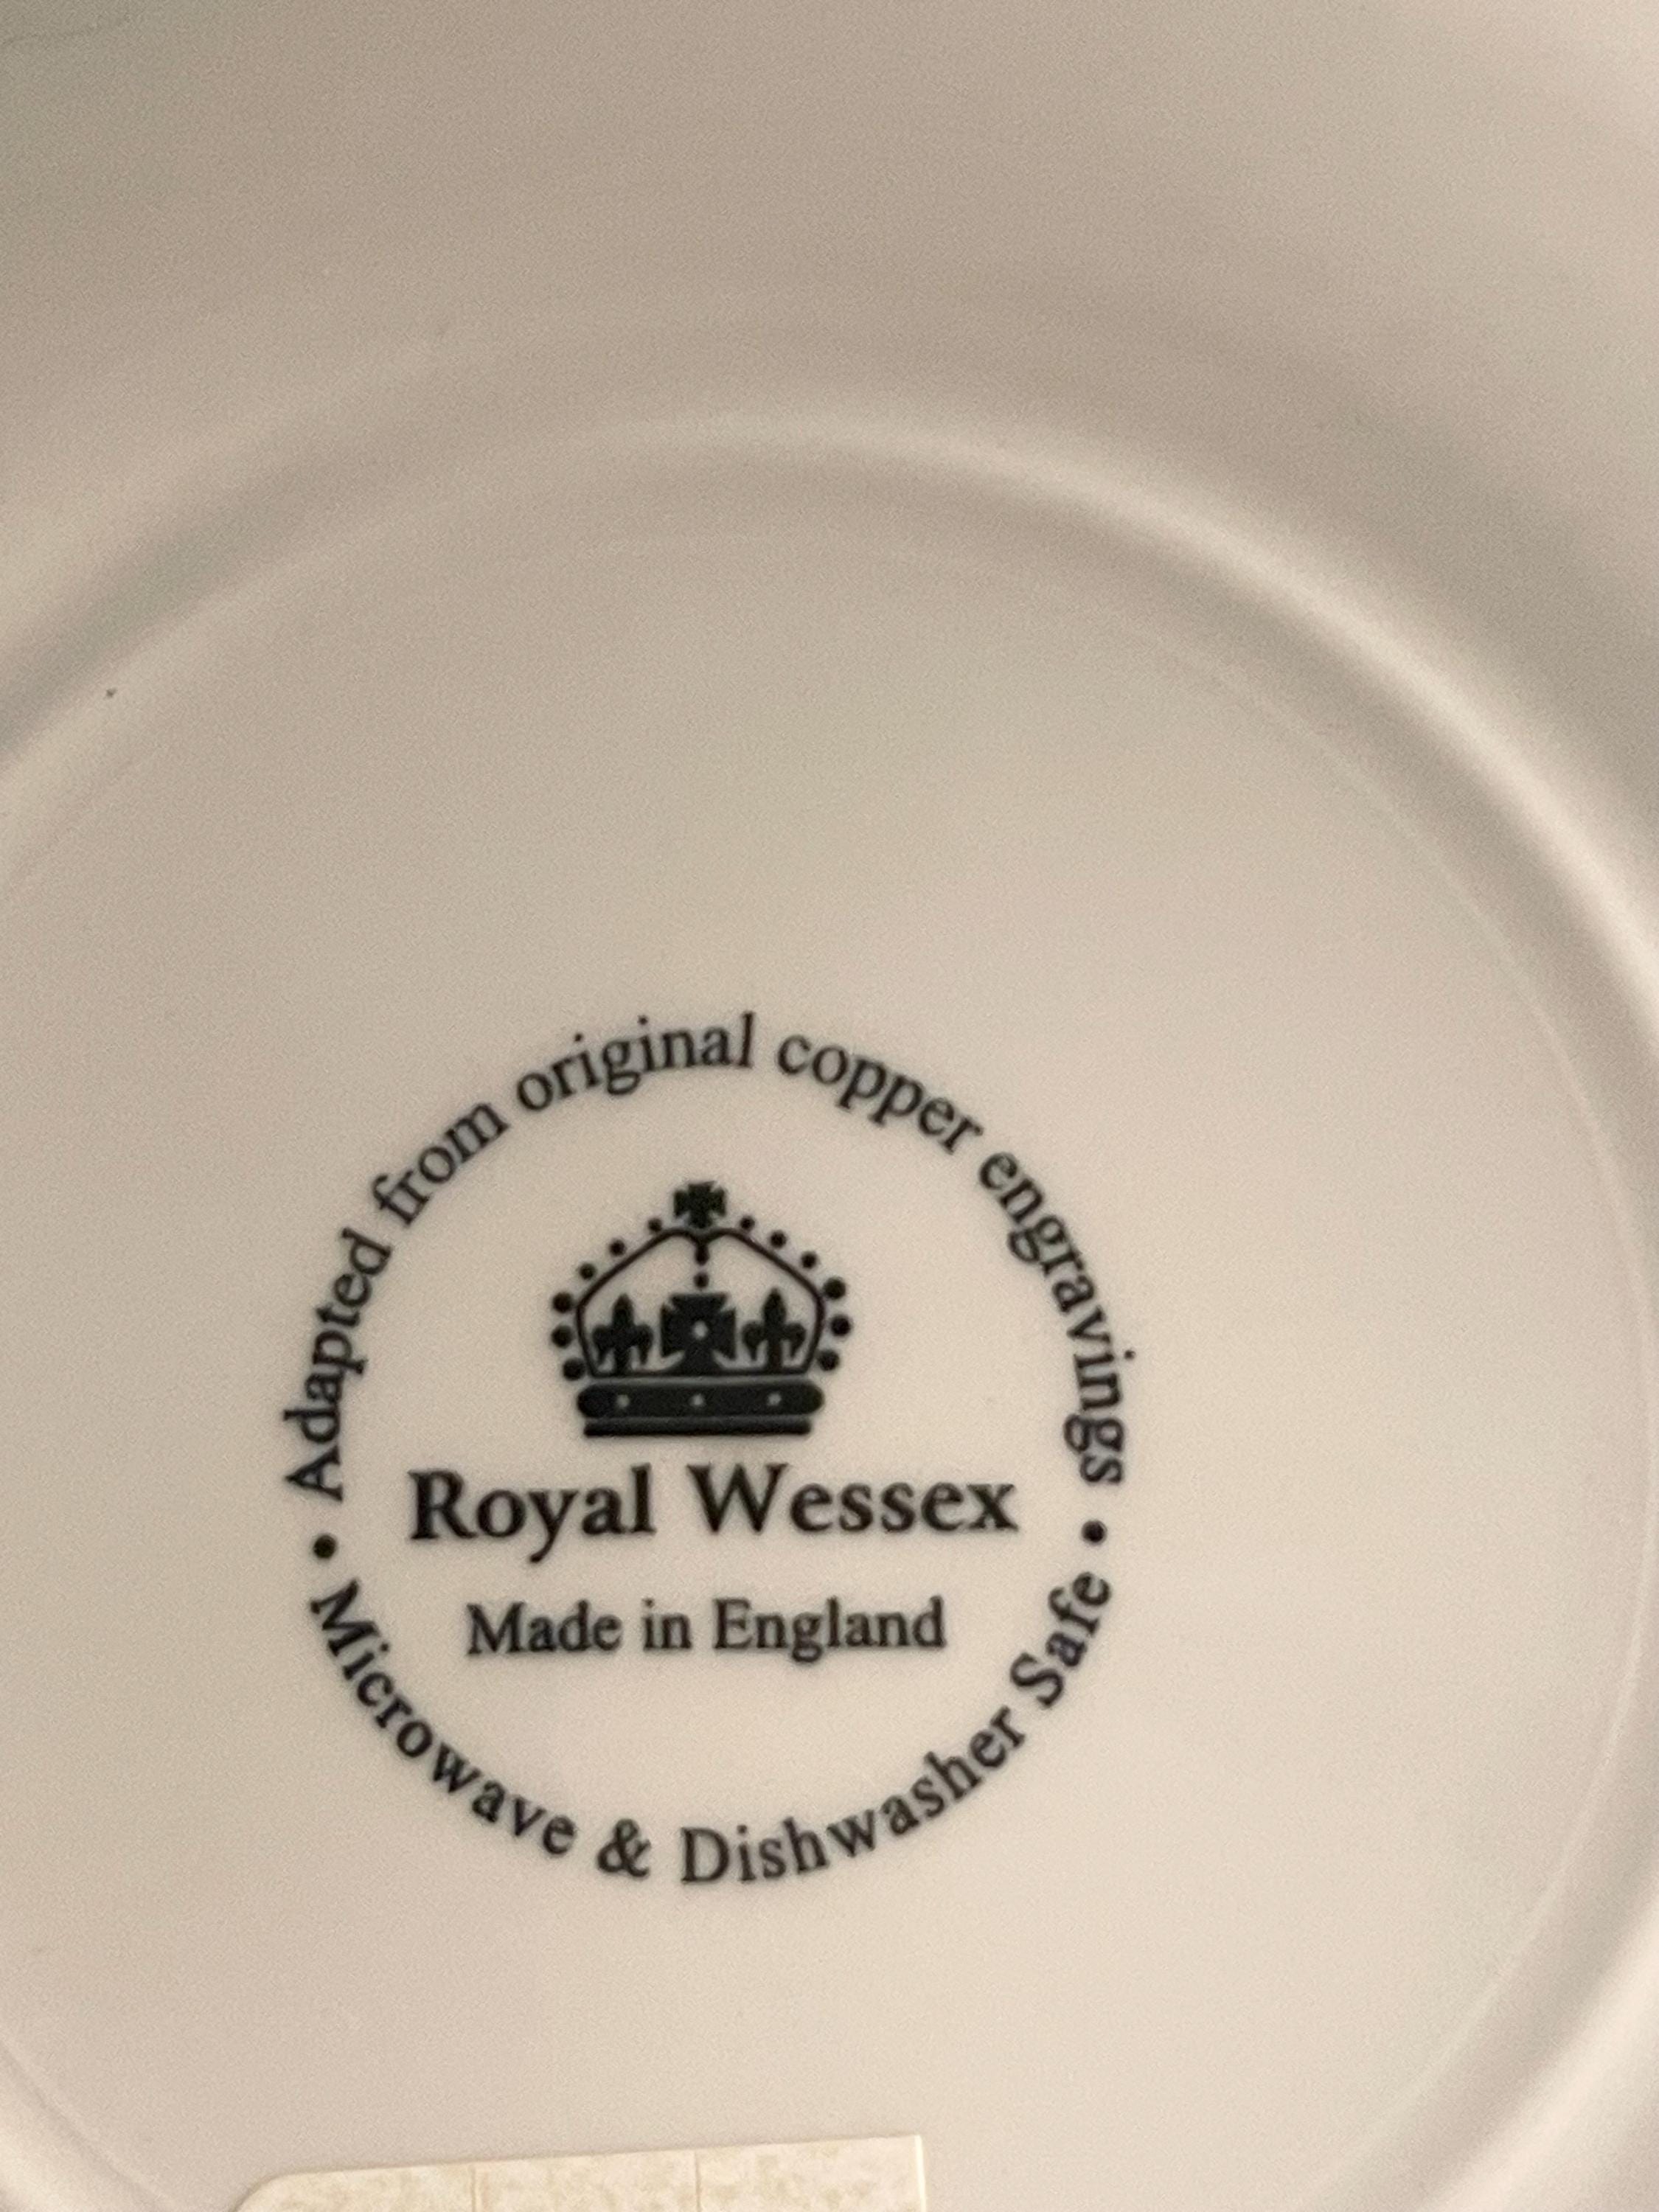 • Adapted from original copper engravings •
Royal Wessex
Made in England
Microwave & Dishwasher Safe